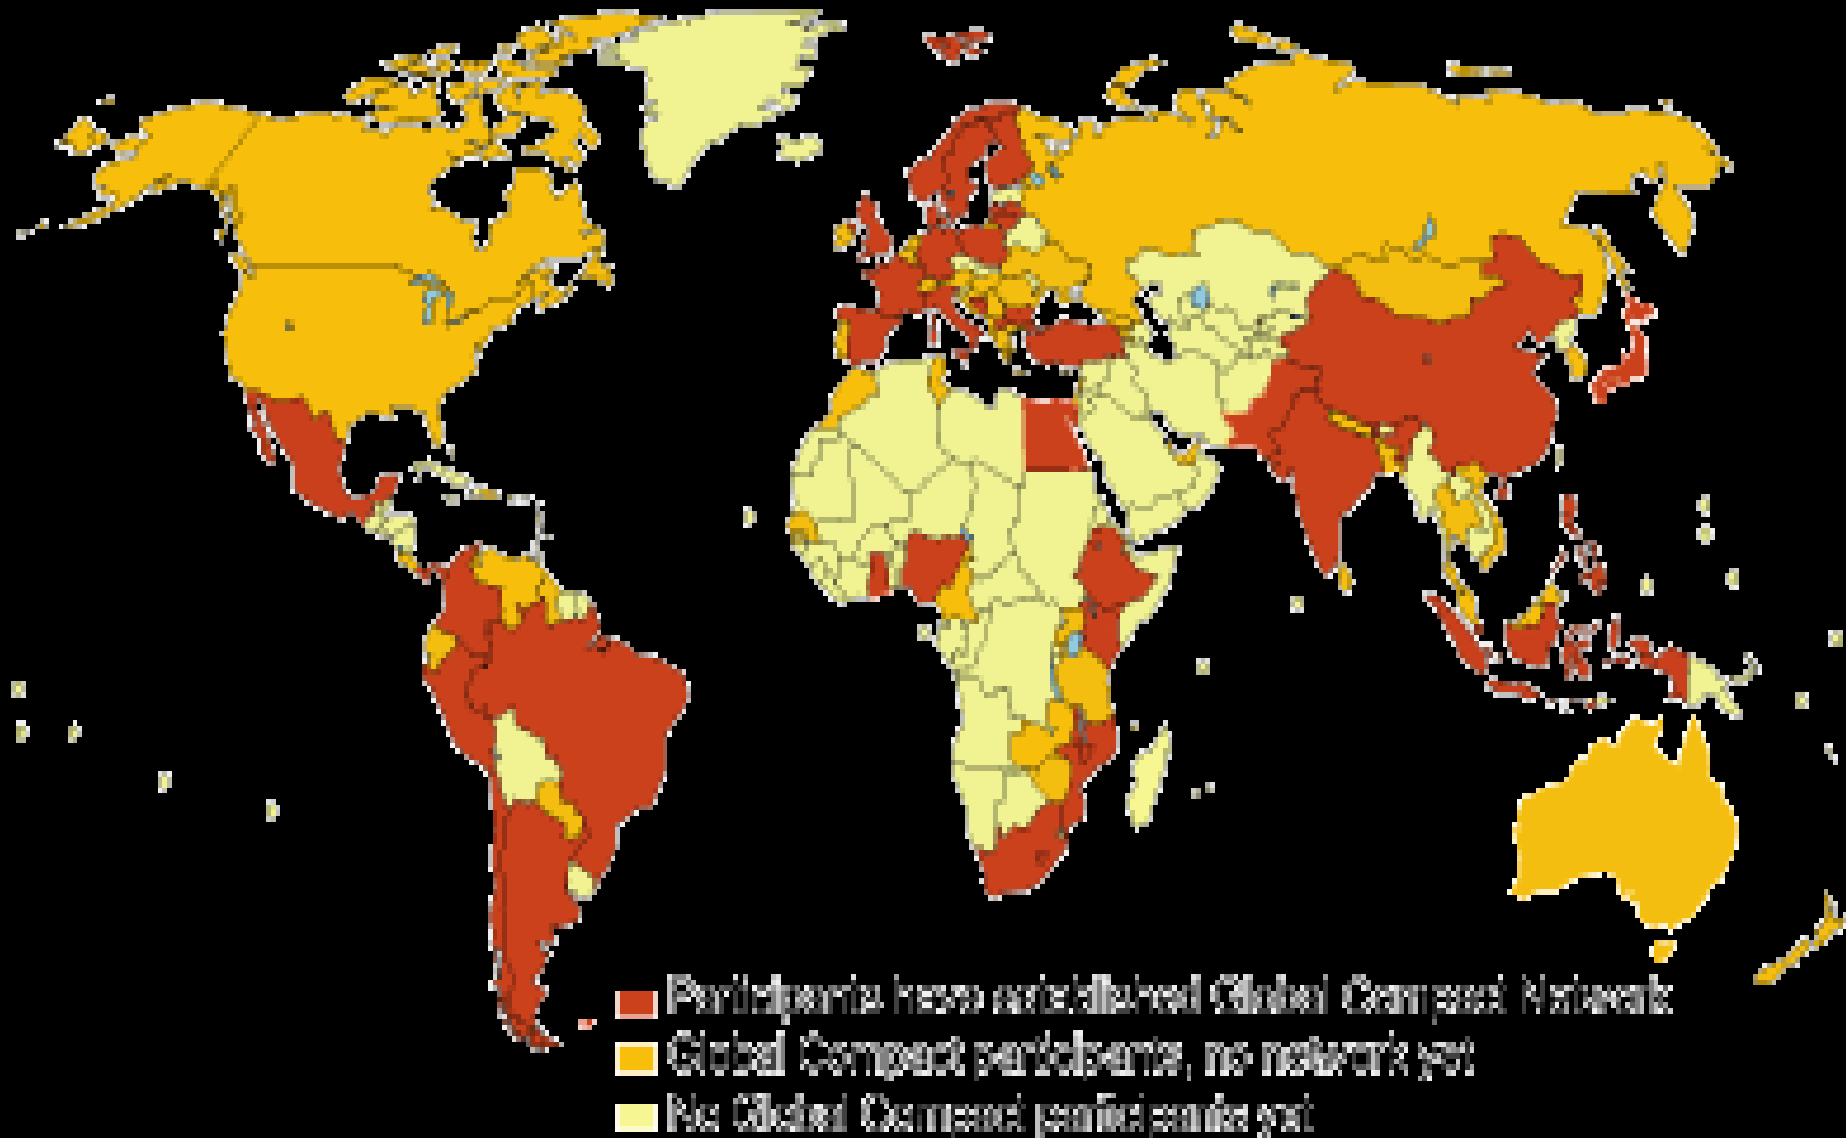 Participants have established Global Compact Network
Global Compact participants, no network yet
No Global Compact participants yet